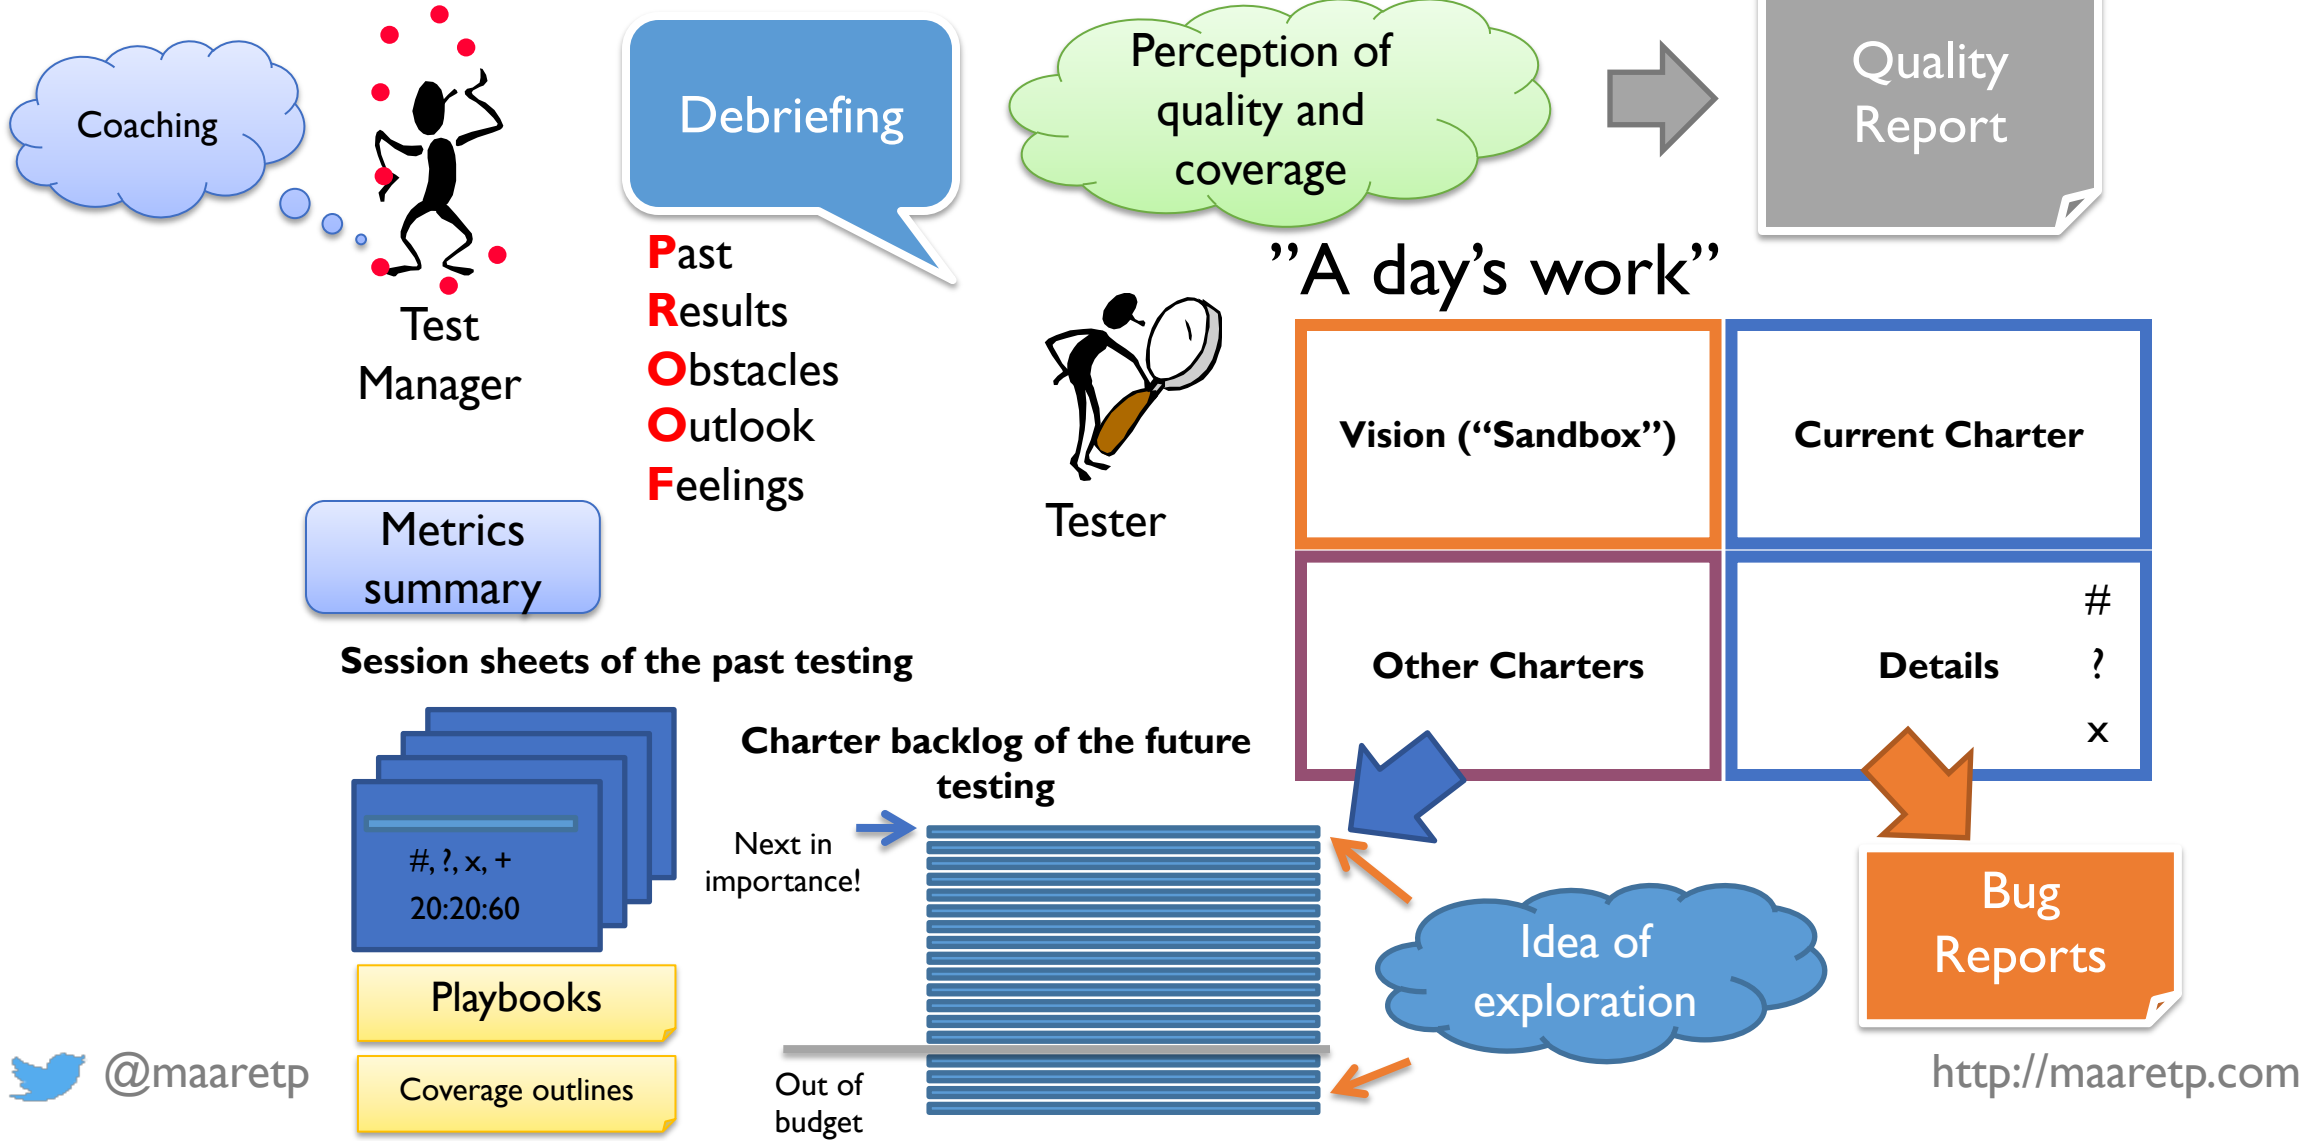 Coaching
Test
Manager
Debriefing
Past
Results
Obstacles
Outlook
Feelings
Perception of
quality and
coverage
Quality
Report
”A day’s work”
Tester
Vision (“Sandbox”)
Current Charter
Other Charters
Details
#
?
x
Metrics
summary
Session sheets of the past testing
#, ?, x, +
20:20:60
Playbooks
Coverage outlines
Charter backlog of the future
testing
Next in
importance!
Out of
budget
Idea of
exploration
Bug
Reports
@maaretp
http://maaretp.com